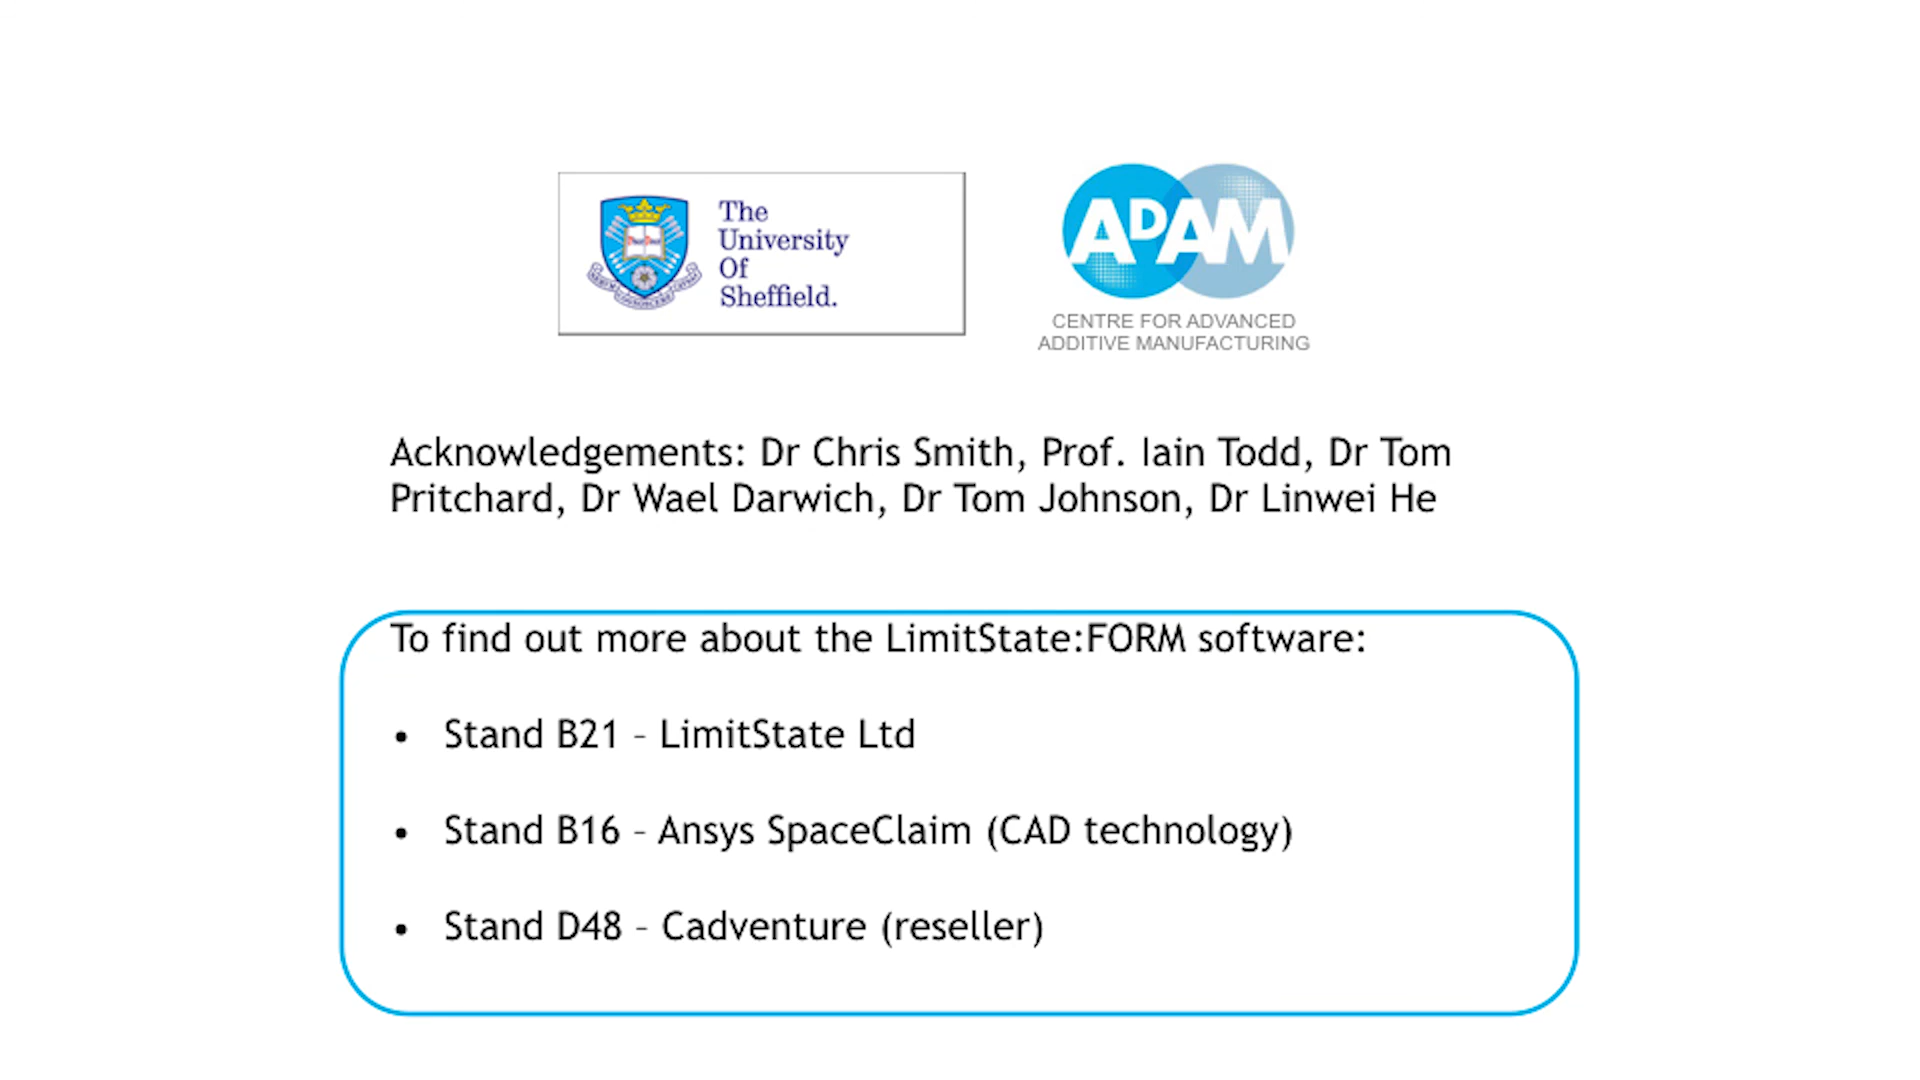 The
University
Of
Sheffield.
ADAM
CENTRE FOR ADVANCED
ADDITIVE MANUFACTURING
Acknowledgements: Dr Chris Smith, Prof. Iain Todd, Dr Tom
Pritchard, Dr Wael Darwich, Dr Tom Johnson, Dr Linwei He
To find out more about the LimitState:FORM software:
• Stand B21 – LimitState Ltd
• Stand B16 – Ansys SpaceClaim (CAD technology)
• Stand D48 – Cadventure (reseller)